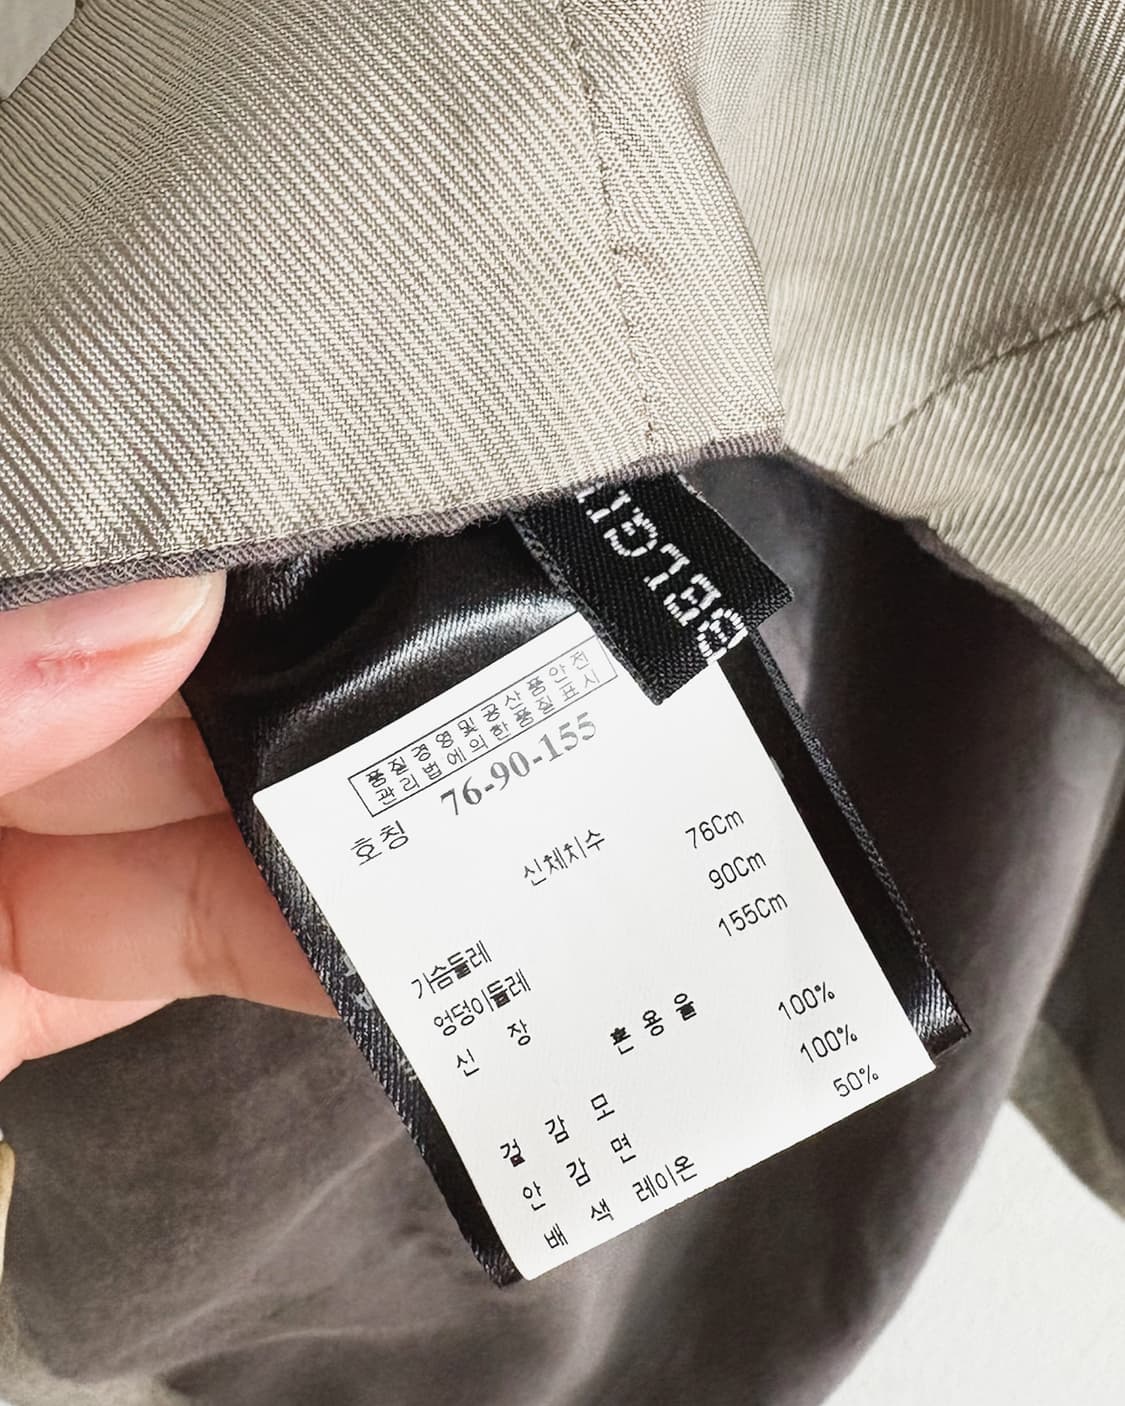 품질경영및공산품안전
관리법에의한품질표시
호칭 76-90-155
신체치수
가슴둘레 76Cm
엉덩이둘레 90Cm
신 장 155Cm
혼 용 율
겉 감 모 100%
안 감 면 100%
배 색 레이온 50%